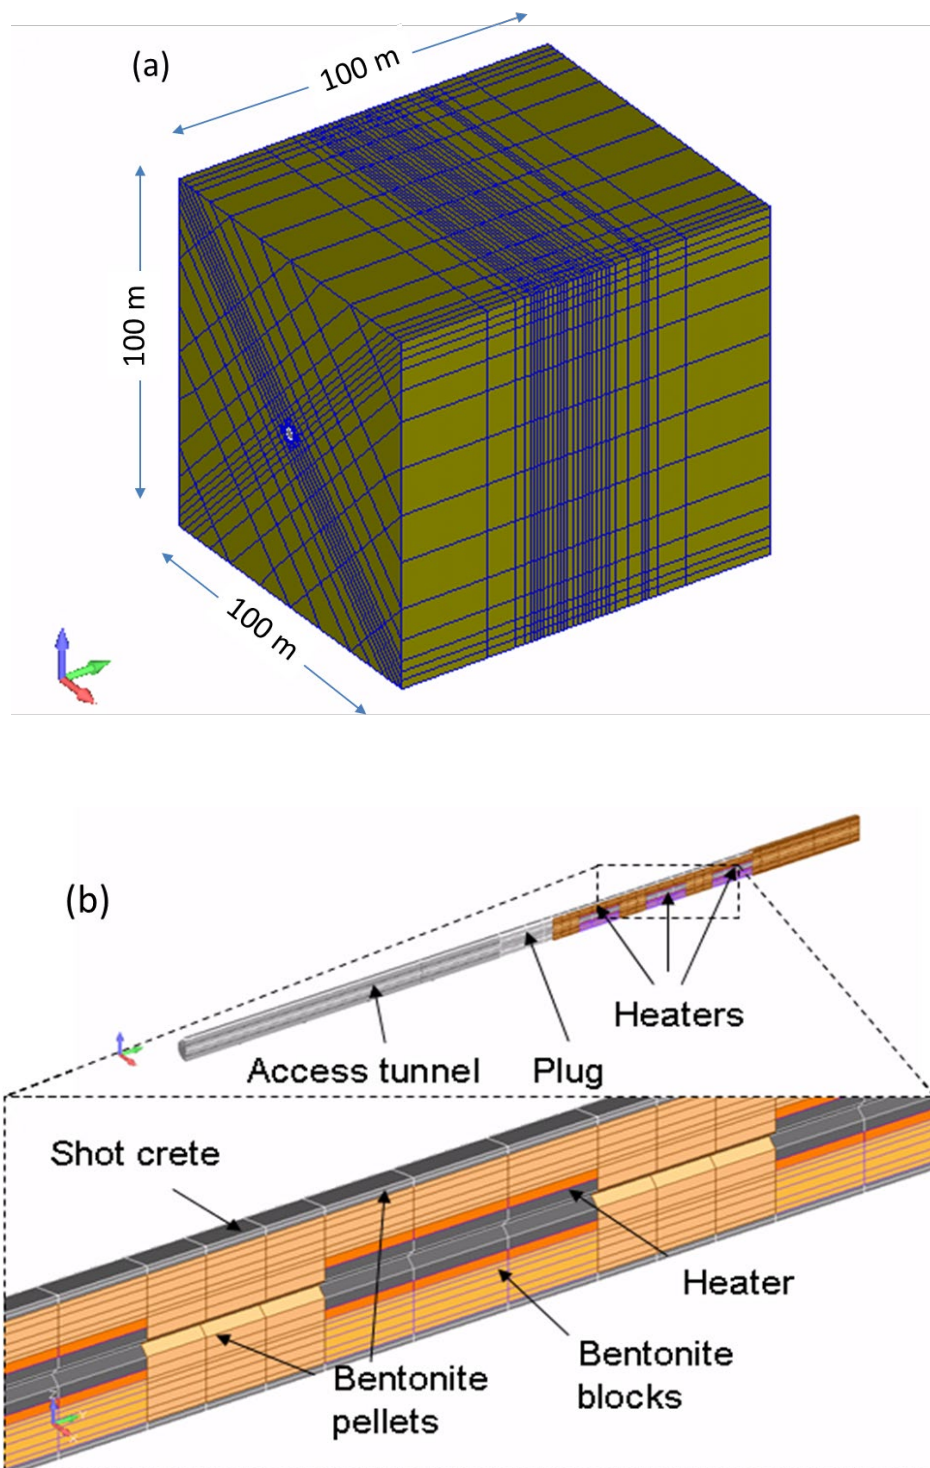 (a)
100 m
100 m
100 m
(b)
Heaters
Access tunnel
Plug
Shot crete
Heater
Bentonite
blocks
Bentonite
pellets